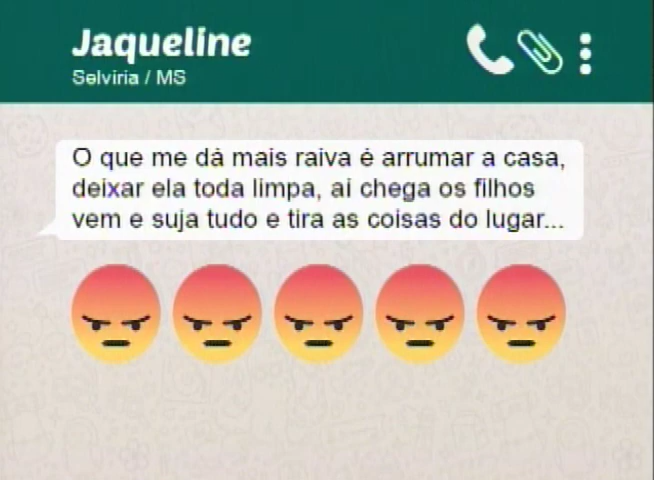 Jaqueline
Selvíria / MS
O que me dá mais raiva é arrumar a casa,
deixar ela toda limpa, aí chega os filhos
vem e suja tudo e tira as coisas do lugar...